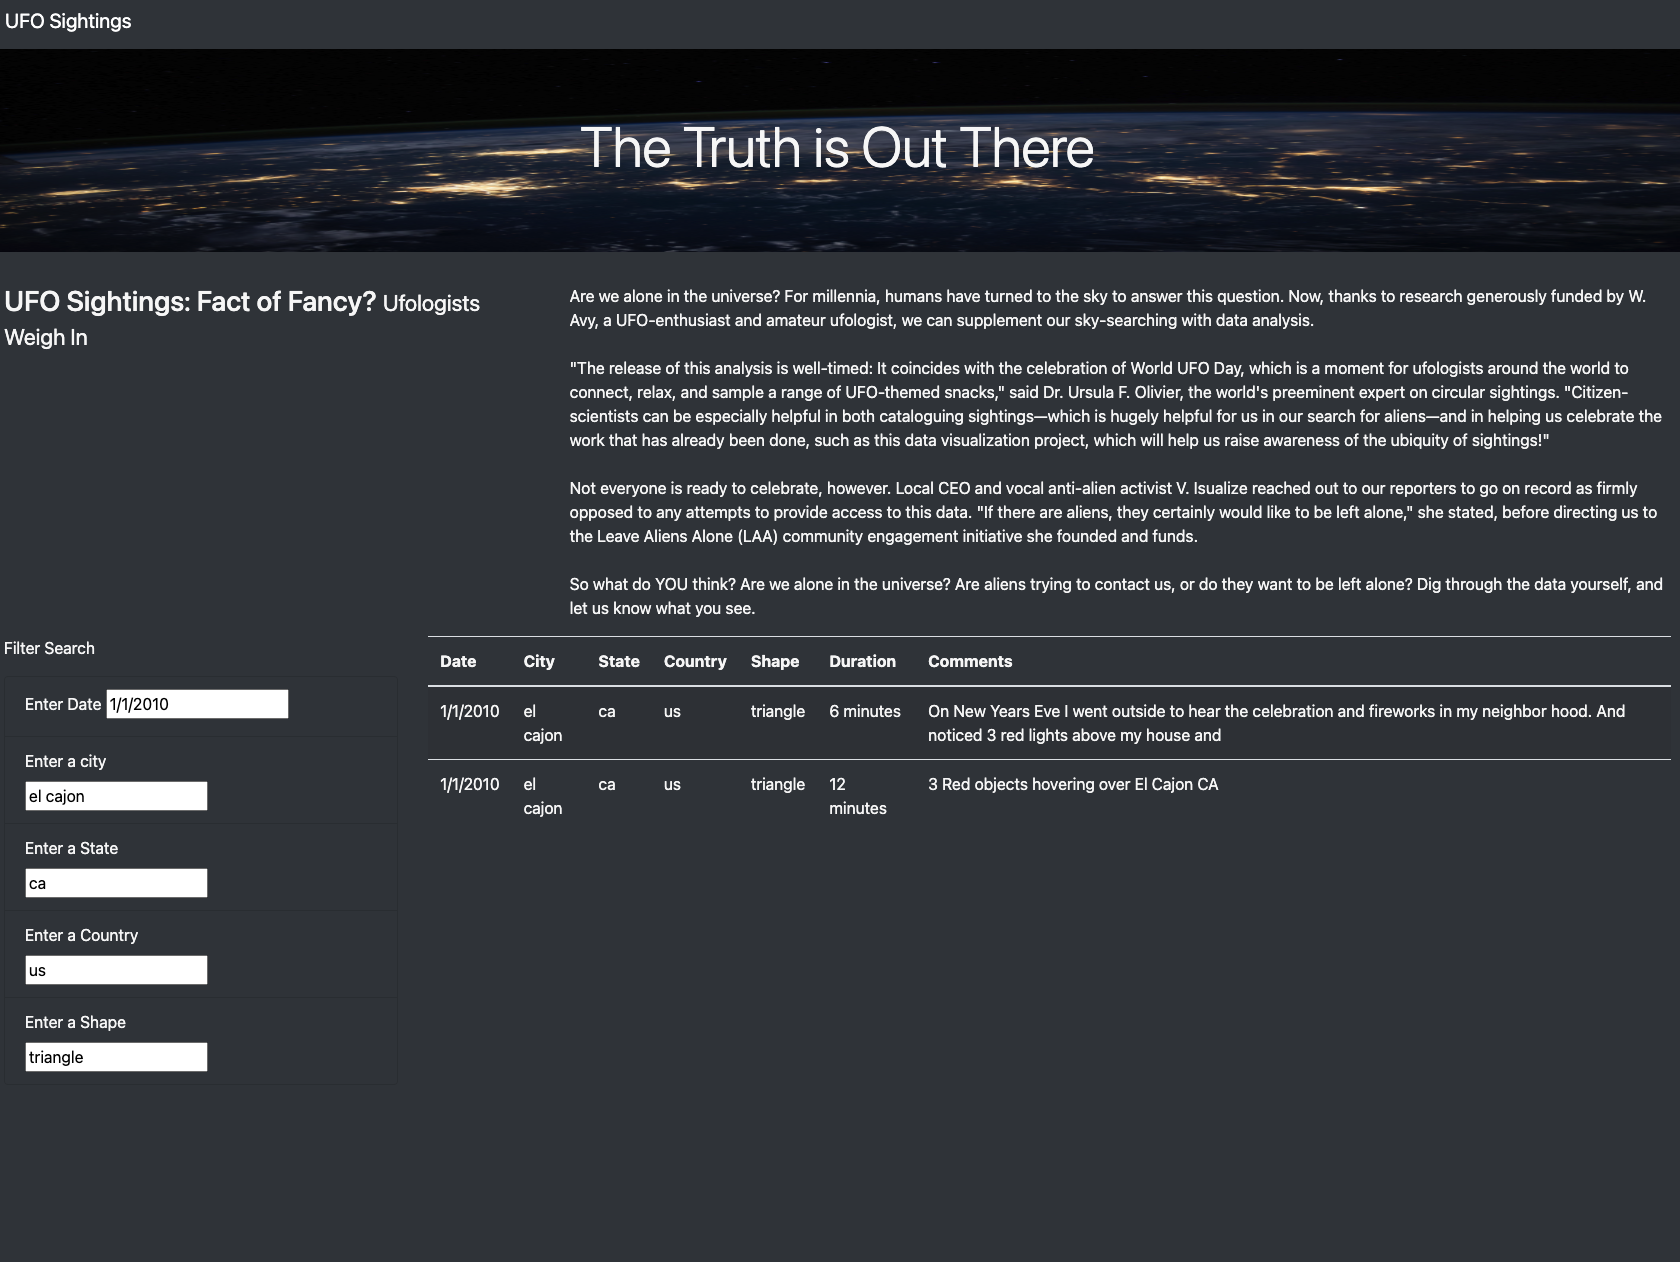 UFO Sightings
The Truth is Out There
UFO Sightings: Fact of Fancy? Ufologists
Weigh In
Are we alone in the universe? For millennia, humans have turned to the sky to answer this question. Now, thanks to research generously funded by W.
Avy, a UFO-enthusiast and amateur ufologist, we can supplement our sky-searching with data analysis.
"The release of this analysis is well-timed: It coincides with the celebration of World UFO Day, which is a moment for ufologists around the world to
connect, relax, and sample a range of UFO-themed snacks," said Dr. Ursula F. Olivier, the world's preeminent expert on circular sightings. "Citizen-
scientists can be especially helpful in both cataloguing sightings—which is hugely helpful for us in our search for aliens—and in helping us celebrate the
work that has already been done, such as this data visualization project, which will help us raise awareness of the ubiquity of sightings!"
Not everyone is ready to celebrate, however. Local CEO and vocal anti-alien activist V. Isualize reached out to our reporters to go on record as firmly
opposed to any attempts to provide access to this data. "If there are aliens, they certainly would like to be left alone," she stated, before directing us to
the Leave Aliens Alone (LAA) community engagement initiative she founded and funds.
So what do YOU think? Are we alone in the universe? Are aliens trying to contact us, or do they want to be left alone? Dig through the data yourself, and
let us know what you see.
Filter Search
Enter Date 1/1/2010
Enter a city
el cajon
Enter a State
ca
Enter a Country
us
Enter a Shape
triangle
Date City State Country Shape Duration Comments
1/1/2010 el ca us triangle 6 minutes On New Years Eve I went outside to hear the celebration and fireworks in my neighbor hood. And
cajon noticed 3 red lights above my house and
1/1/2010 el ca us triangle 12 3 Red objects hovering over El Cajon CA
cajon minutes